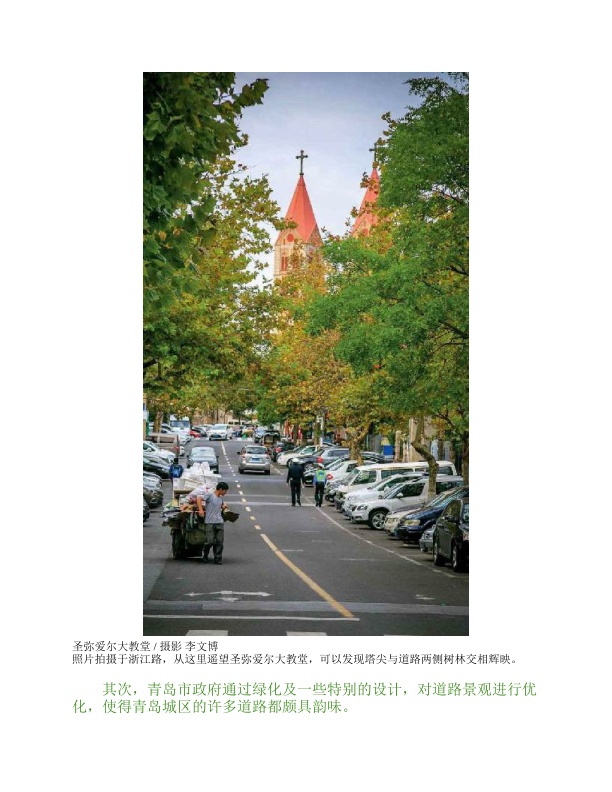 圣弥爱尔大教堂 / 摄影 李文博
照片拍摄于浙江路，从这里遥望圣弥爱尔大教堂，可以发现塔尖与道路两侧树林交相辉映。
其次，青岛市政府通过绿化及一些特别的设计，对道路景观进行优
化，使得青岛城区的许多道路都颇具韵味。